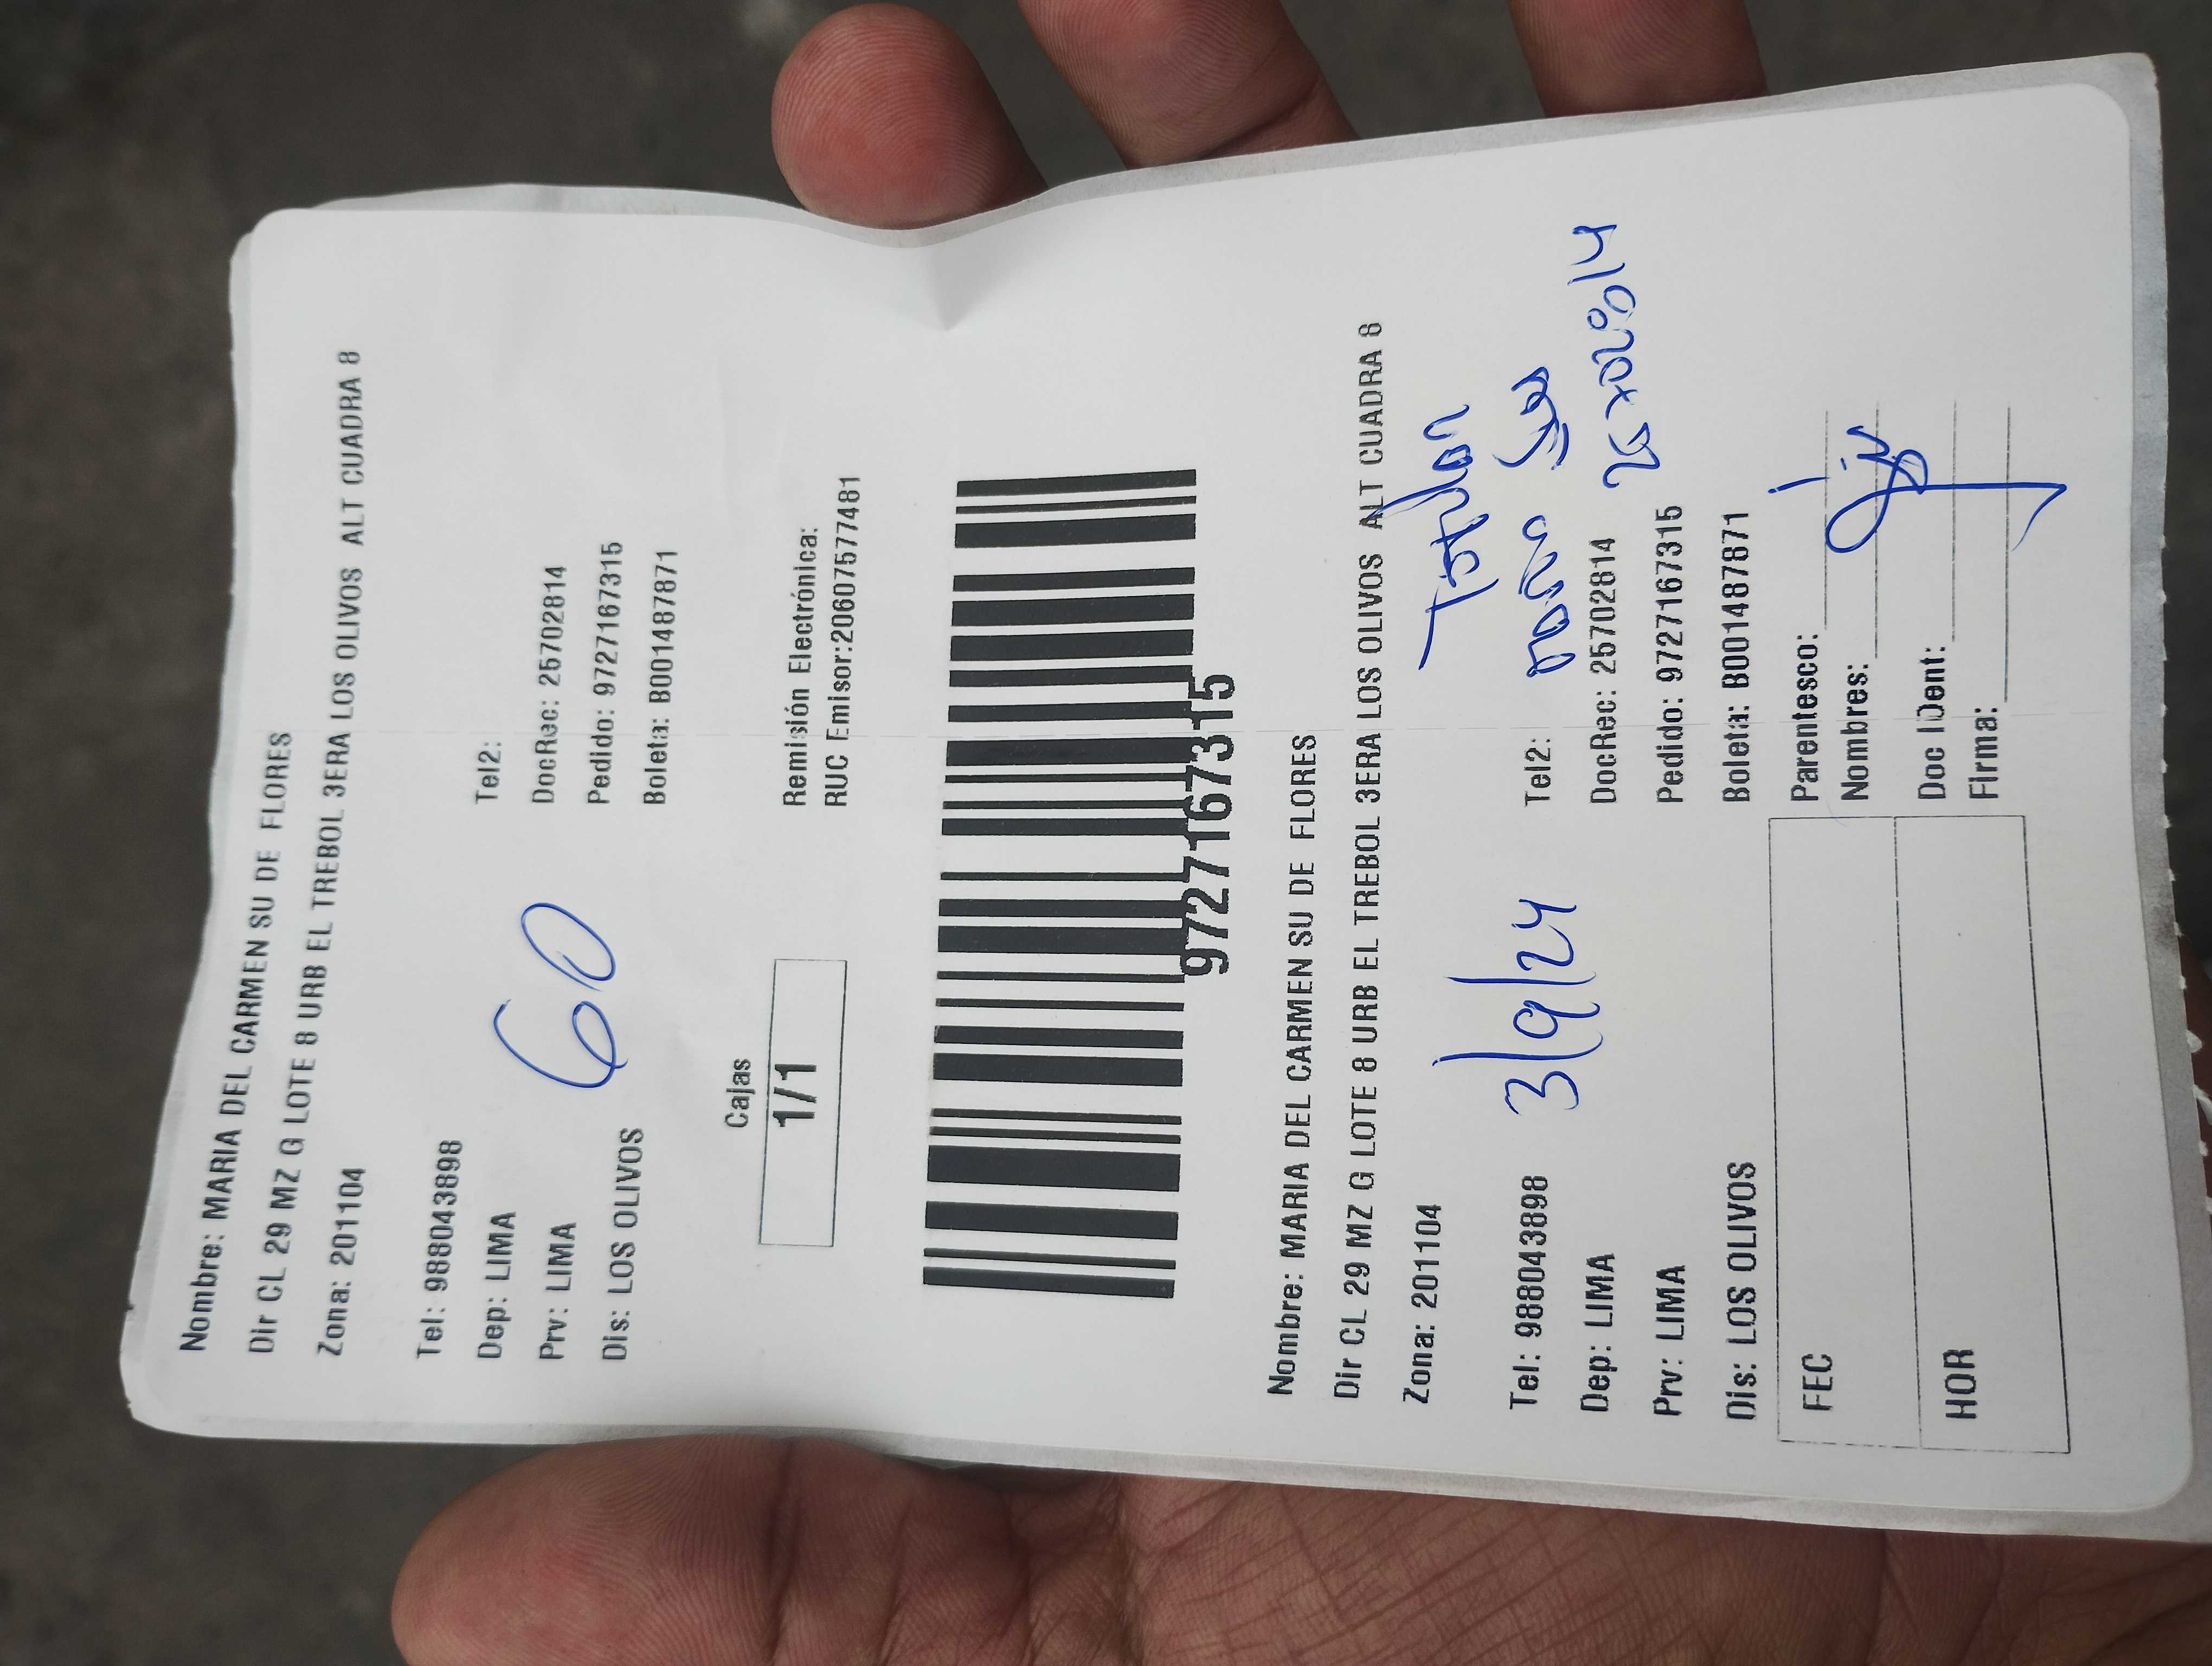 Nombre: MARIA DEL CARMEN SU DE FLORES
Dir CL 29 MZ G LOTE 8 URB EL TREBOL 3ERA LOS OLIVOS ALT CUADRA 8
Zona: 201104
Tel: 988043898
Tel2:
Dep: LIMA
DocRec: 25702814
Prv: LIMA
Pedido: 9727167315
Dis: LOS OLIVOS
Boleta: B001487871
60
Cajas
1/1
Remisión Electrónica:
RUC Emisor:20607577481
9727167315
Nombre: MARIA DEL CARMEN SU DE FLORES
Dir CL 29 MZ G LOTE 8 URB EL TREBOL 3ERA LOS OLIVOS ALT CUADRA 8
Zona: 201104
Tel: 988043898
3/9/24
Tel2:
Dep: LIMA
DocRec: 25702814
Prv: LIMA
Pedido: 9727167315
Dis: LOS OLIVOS
Boleta: B001487871
FEC
Parentesco:
Nombres:
HOR
Doc IDent:
Firma: